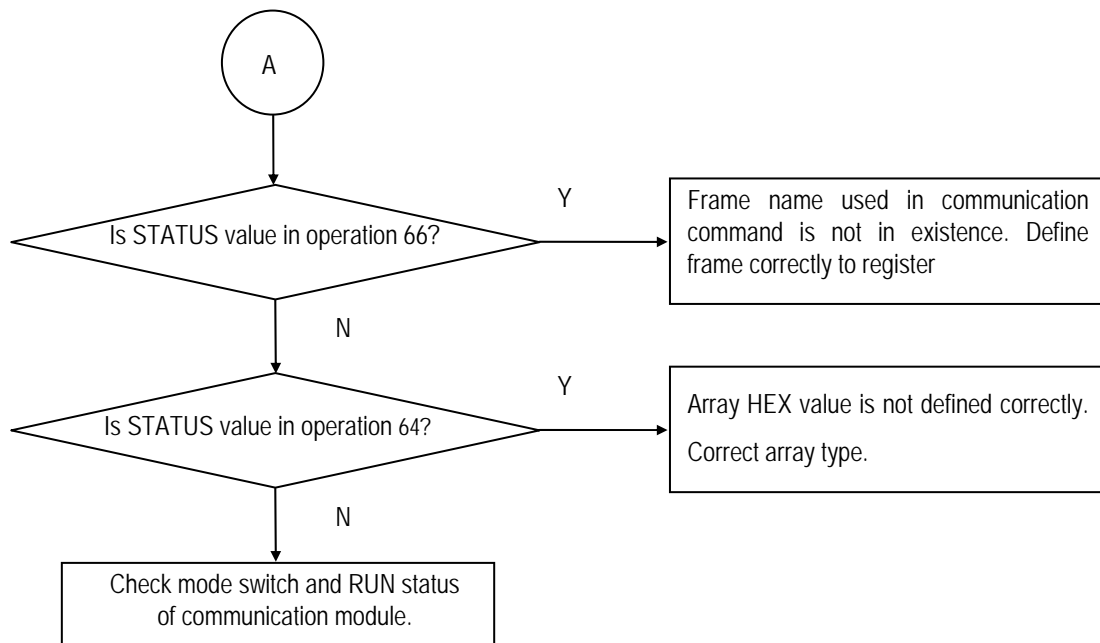 A
Is STATUS value in operation 66?
Y
Frame name used in communication
command is not in existence. Define
frame correctly to register
N
Is STATUS value in operation 64?
Y
Array HEX value is not defined correctly.
Correct array type.
N
Check mode switch and RUN status
of communication module.